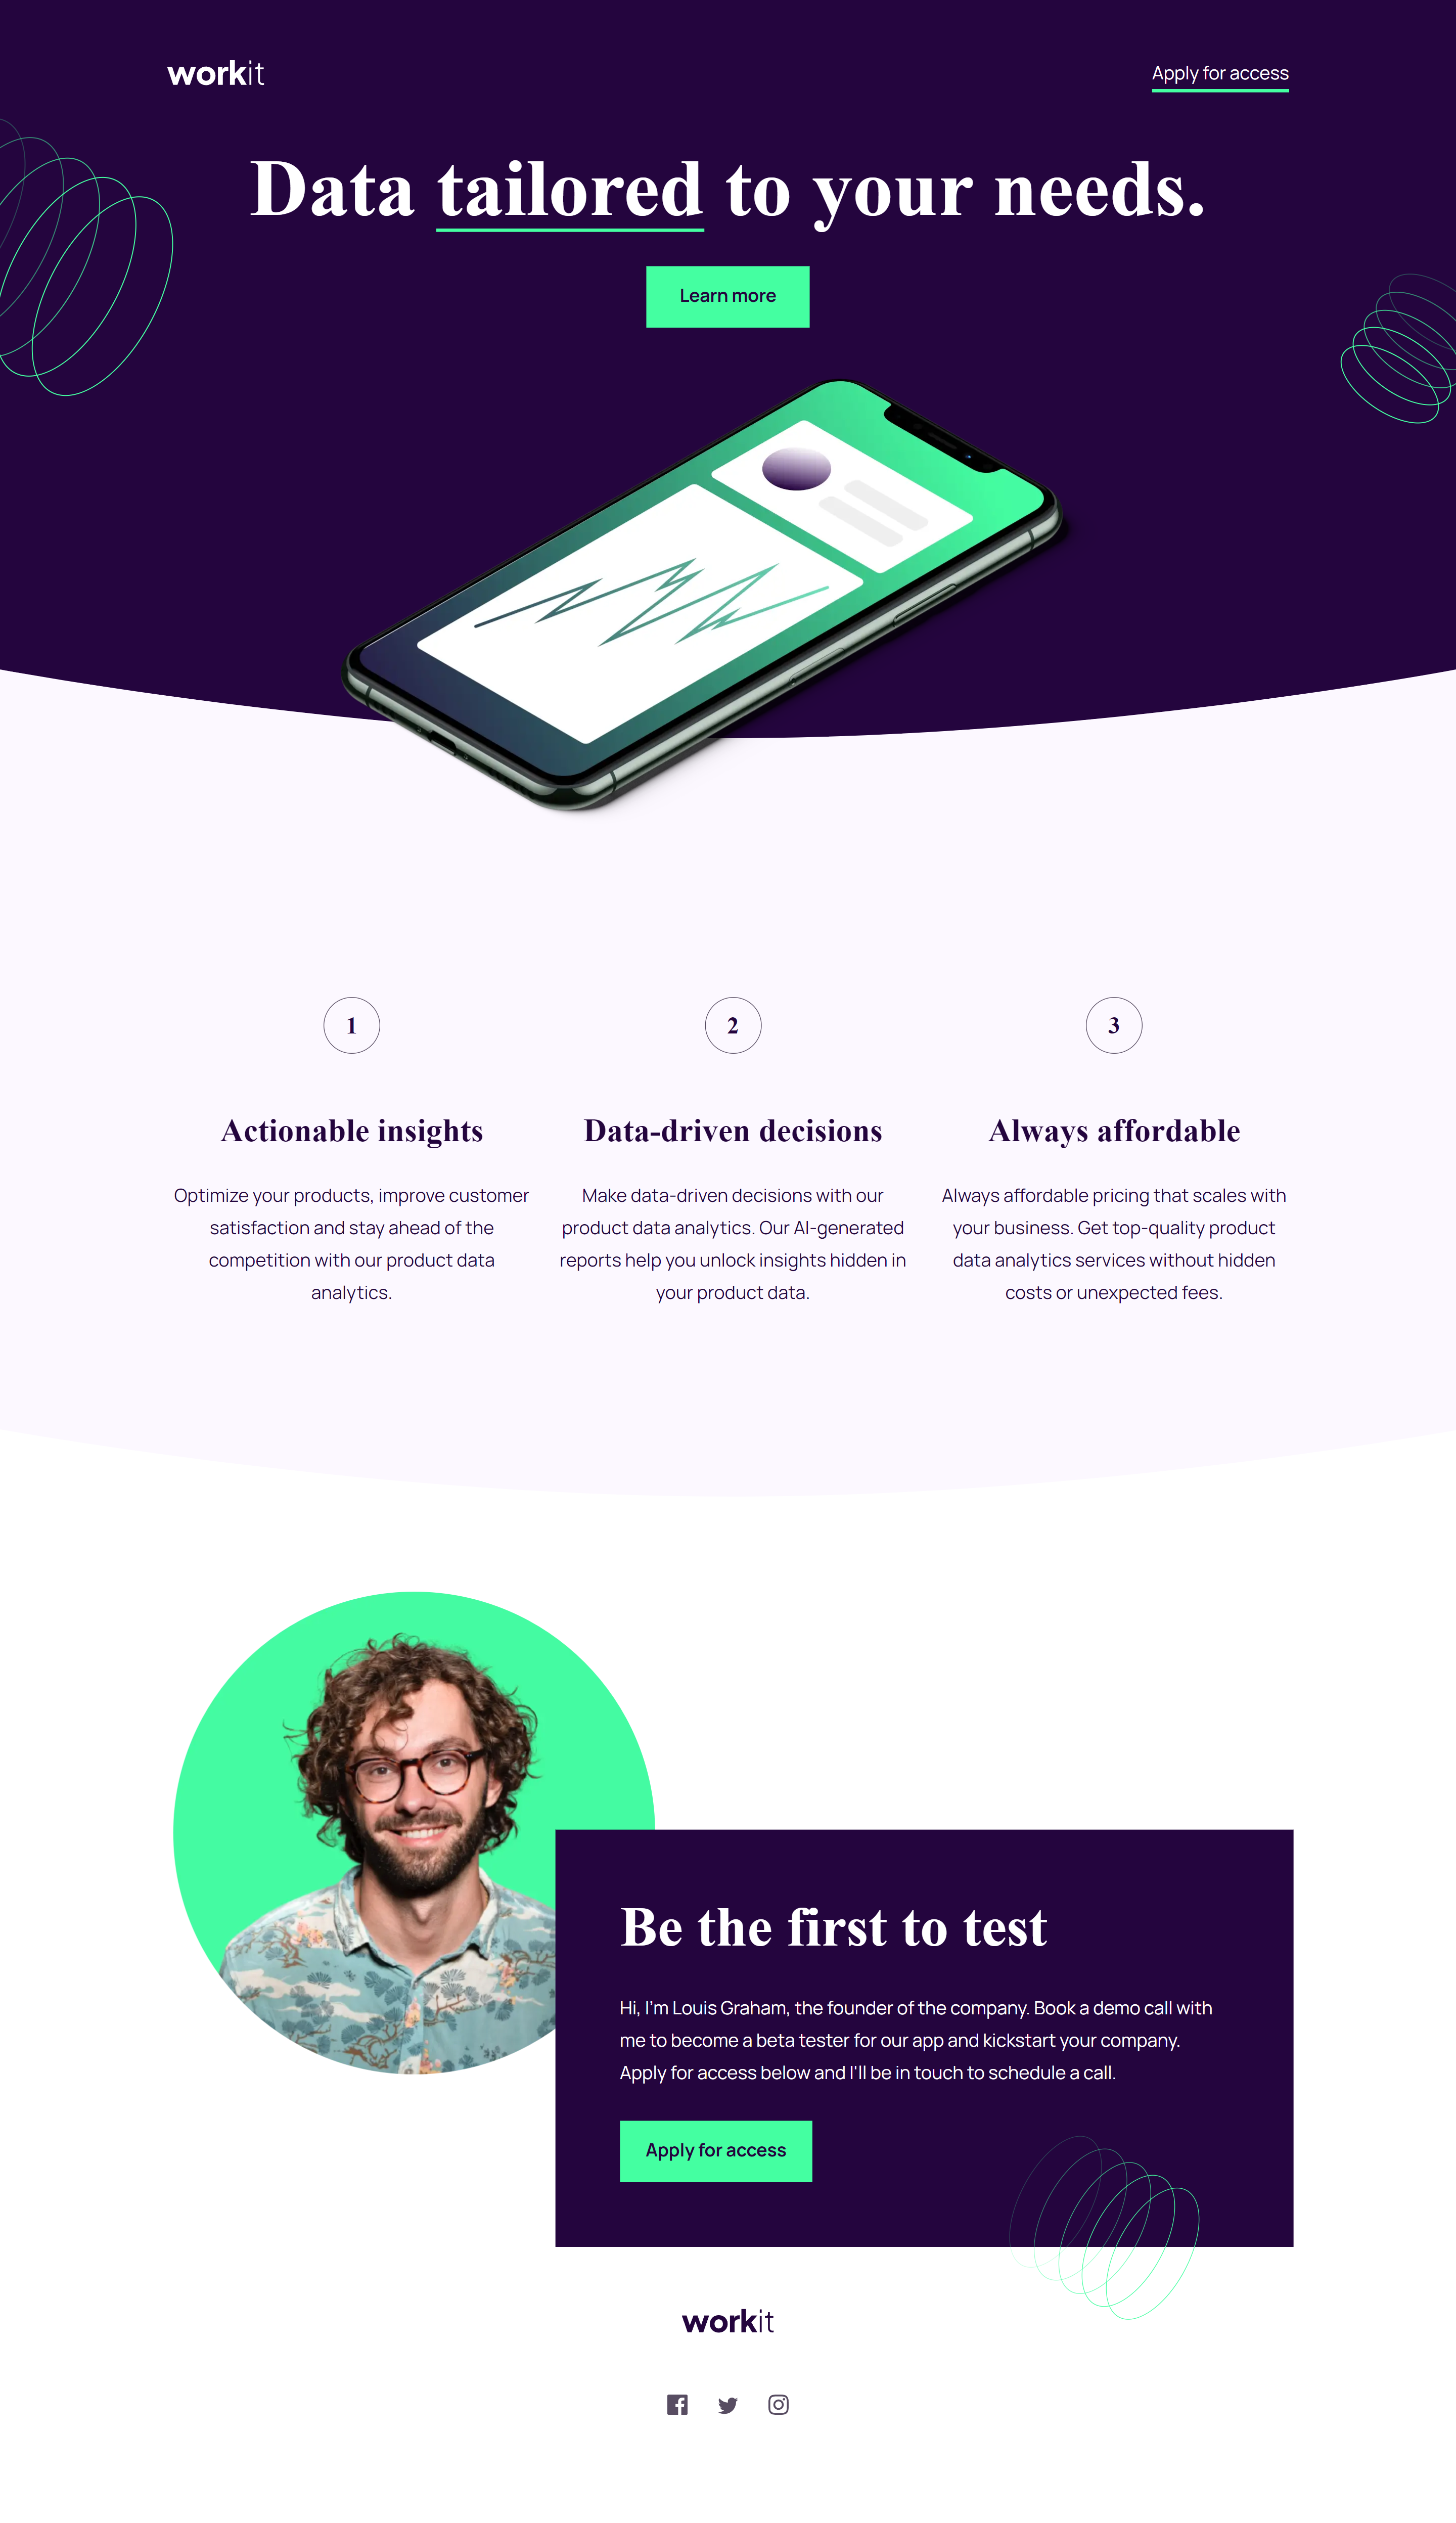 workit
Apply for access
Data tailored to your needs.
Learn more
1
Actionable insights
Optimize your products, improve customer
satisfaction and stay ahead of the
competition with our product data
analytics.
2
Data-driven decisions
Make data-driven decisions with our
product data analytics. Our AI-generated
reports help you unlock insights hidden in
your product data.
3
Always affordable
Always affordable pricing that scales with
your business. Get top-quality product
data analytics services without hidden
costs or unexpected fees.
Be the first to test
Hi, I'm Louis Graham, the founder of the company. Book a demo call with
me to become a beta tester for our app and kickstart your company.
Apply for access below and I'll be in touch to schedule a call.
Apply for access
workit